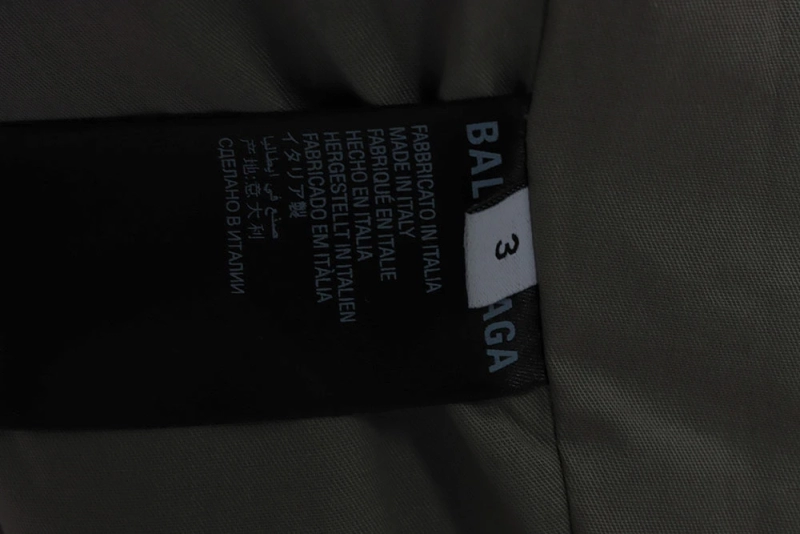 BAL AGA
3
FABBRICATO IN ITALIA
MADE IN ITALY
FABRIQUÉ EN ITALIE
HECHO EN ITALIA
HERGESTELLT IN ITALIEN
FABRICADO EM ITÀLIA
イタリア製
صنع في ايطاليا
产地:意大利
СДЕЛАНО В ИТАЛИИ